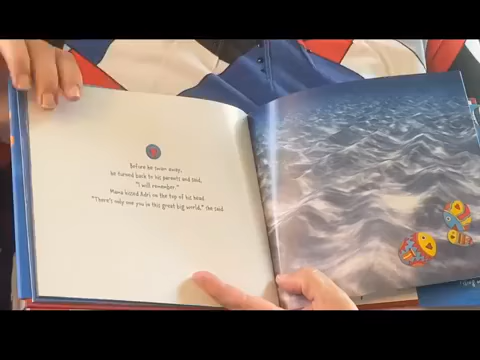 Before he swam away,
he turned back to his parents and said,
"I will remember."
Mama kissed Adri on the top of his head.
"There's only one you in this great big world," she said.